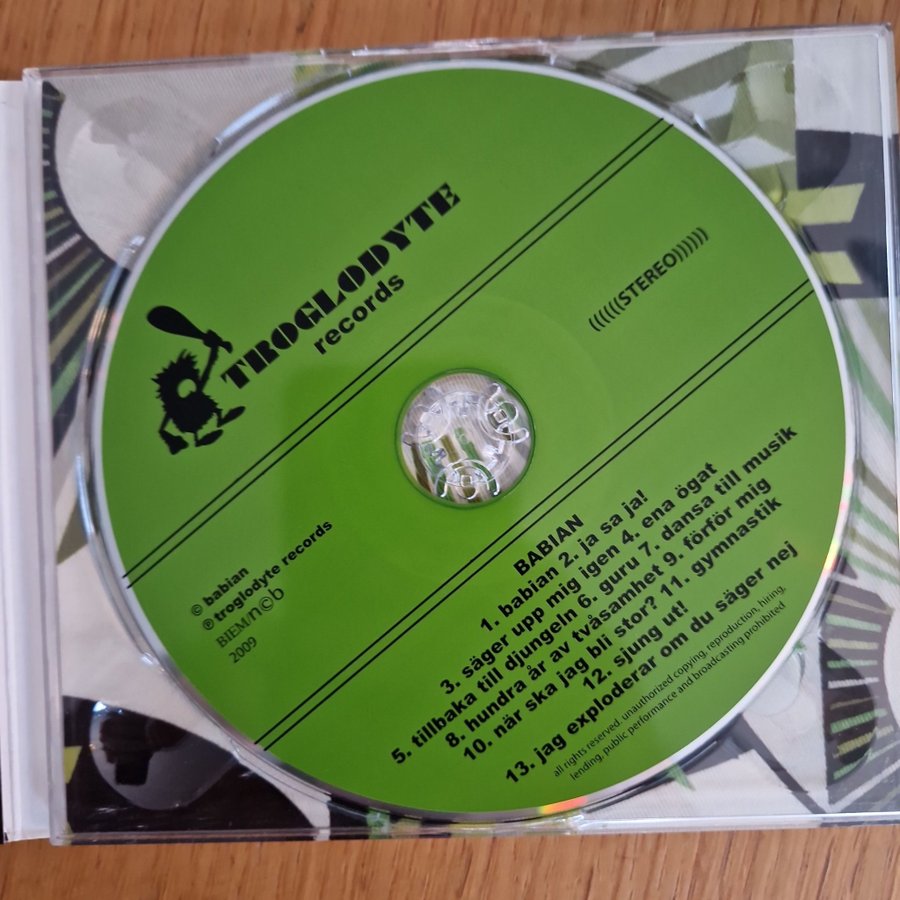 TROGLODYTE
records
((((((STEREO))))))
© babian
℗ troglodyte records
BIEM/n©b
2009
BABIAN
1. babian 2. ja sa ja!
3. säger upp mig igen 4. ena ögat
5. tillbaka till djungeln 6. guru 7. dansa till musik
8. hundra år av tvåsamhet 9. förför mig
10. när ska jag bli stor? 11. gymnastik
12. sjung ut!
13. jag exploderar om du säger nej
all rights reserved. unauthorized copying, reproduction, hiring,
lending, public performance and broadcasting prohibited